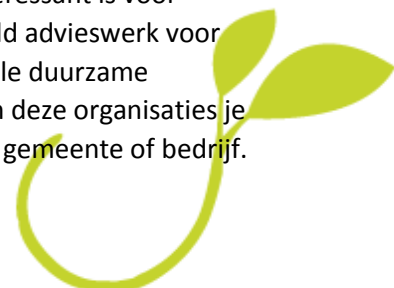 eressant is voor
ld advieswerk voor
le duurzame
deze organisaties je
gemeente of bedrijf.